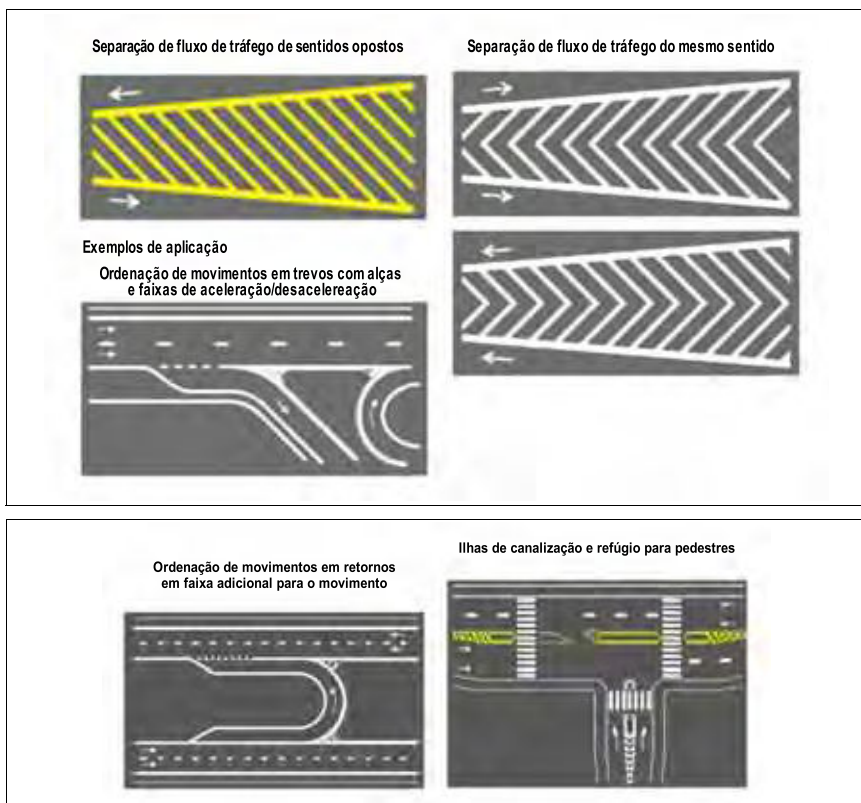 Separação de fluxo de tráfego de sentidos opostos
Separação de fluxo de tráfego do mesmo sentido
Exemplos de aplicação
Ordenação de movimentos em trevos com alças
e faixas de aceleração/desacelereação
Ordenação de movimentos em retornos
em faixa adicional para o movimento
Ilhas de canalização e refúgio para pedestres